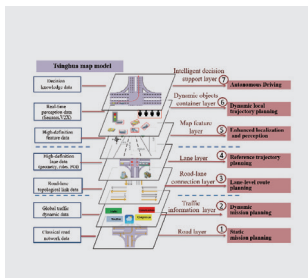 Tsinghua map model
Decision
knowledge data
Real-time
perception data
(Sensors,V2X)
High-definition
feature data
High-definition
lane data
Road-lane
topological link data
Global traffic
dynamic data
Classical road
network data
Intelligent decision
support layer
7
Dynamic objects
container layer
6
Map feature
layer
5
Lane layer
4
Road-lane
connection layer
3
Traffic
information layer
2
Road layer
1
Autonomous Driving
Dynamic local
trajectory planning
Enhanced localization
and perception
Reference trajectory
planning
Lane-level route
planning
Dynamic
mission planning
Static
mission planning